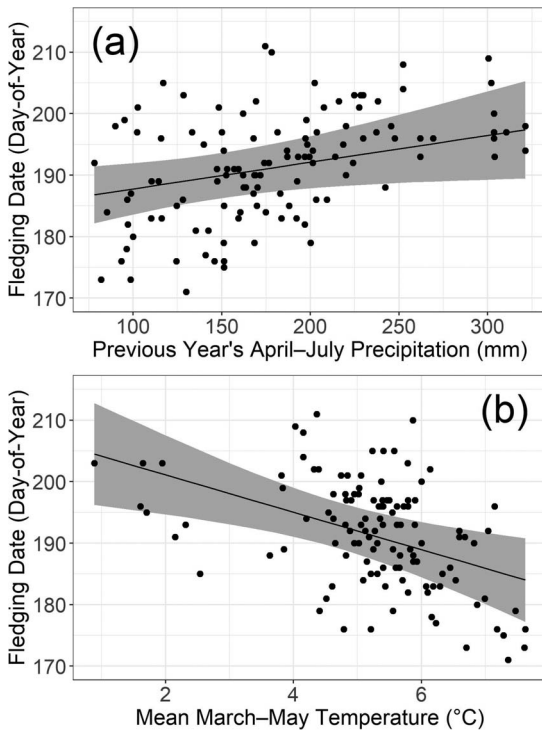 (a)
Fledging Date (Day-of-Year)
210
200
190
180
170
100 150 200 250 300
Previous Year's April–July Precipitation (mm)
(b)
Fledging Date (Day-of-Year)
210
200
190
180
170
2 4 6
Mean March–May Temperature (°C)